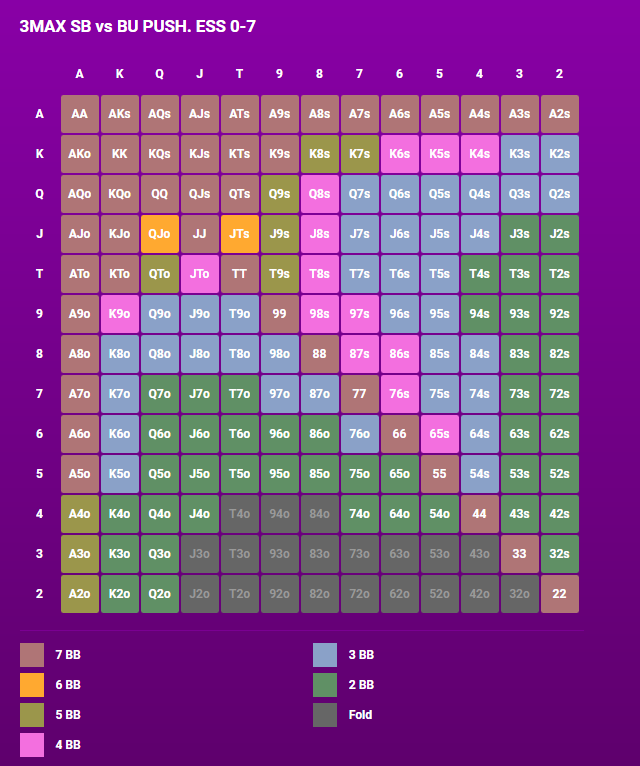 3MAX SB vs BU PUSH. ESS 0-7
A K Q J T 9 8 7 6 5 4 3 2
A AA AKs AQs AJs ATs A9s A8s A7s A6s A5s A4s A3s A2s
K AKo KK KQs KJs KTs K9s K8s K7s K6s K5s K4s K3s K2s
Q AQo KQo QQ QJs QTs Q9s Q8s Q7s Q6s Q5s Q4s Q3s Q2s
J AJo KJo QJo JJ JTs J9s J8s J7s J6s J5s J4s J3s J2s
T ATo KTo QTo JTo TT T9s T8s T7s T6s T5s T4s T3s T2s
9 A9o K9o Q9o J9o T9o 99 98s 97s 96s 95s 94s 93s 92s
8 A8o K8o Q8o J8o T8o 98o 88 87s 86s 85s 84s 83s 82s
7 A7o K7o Q7o J7o T7o 97o 87o 77 76s 75s 74s 73s 72s
6 A6o K6o Q6o J6o T6o 96o 86o 76o 66 65s 64s 63s 62s
5 A5o K5o Q5o J5o T5o 95o 85o 75o 65o 55 54s 53s 52s
4 A4o K4o Q4o J4o T4o 94o 84o 74o 64o 54o 44 43s 42s
3 A3o K3o Q3o J3o T3o 93o 83o 73o 63o 53o 43o 33 32s
2 A2o K2o Q2o J2o T2o 92o 82o 72o 62o 52o 42o 32o 22
7 BB
6 BB
5 BB
4 BB
3 BB
2 BB
Fold